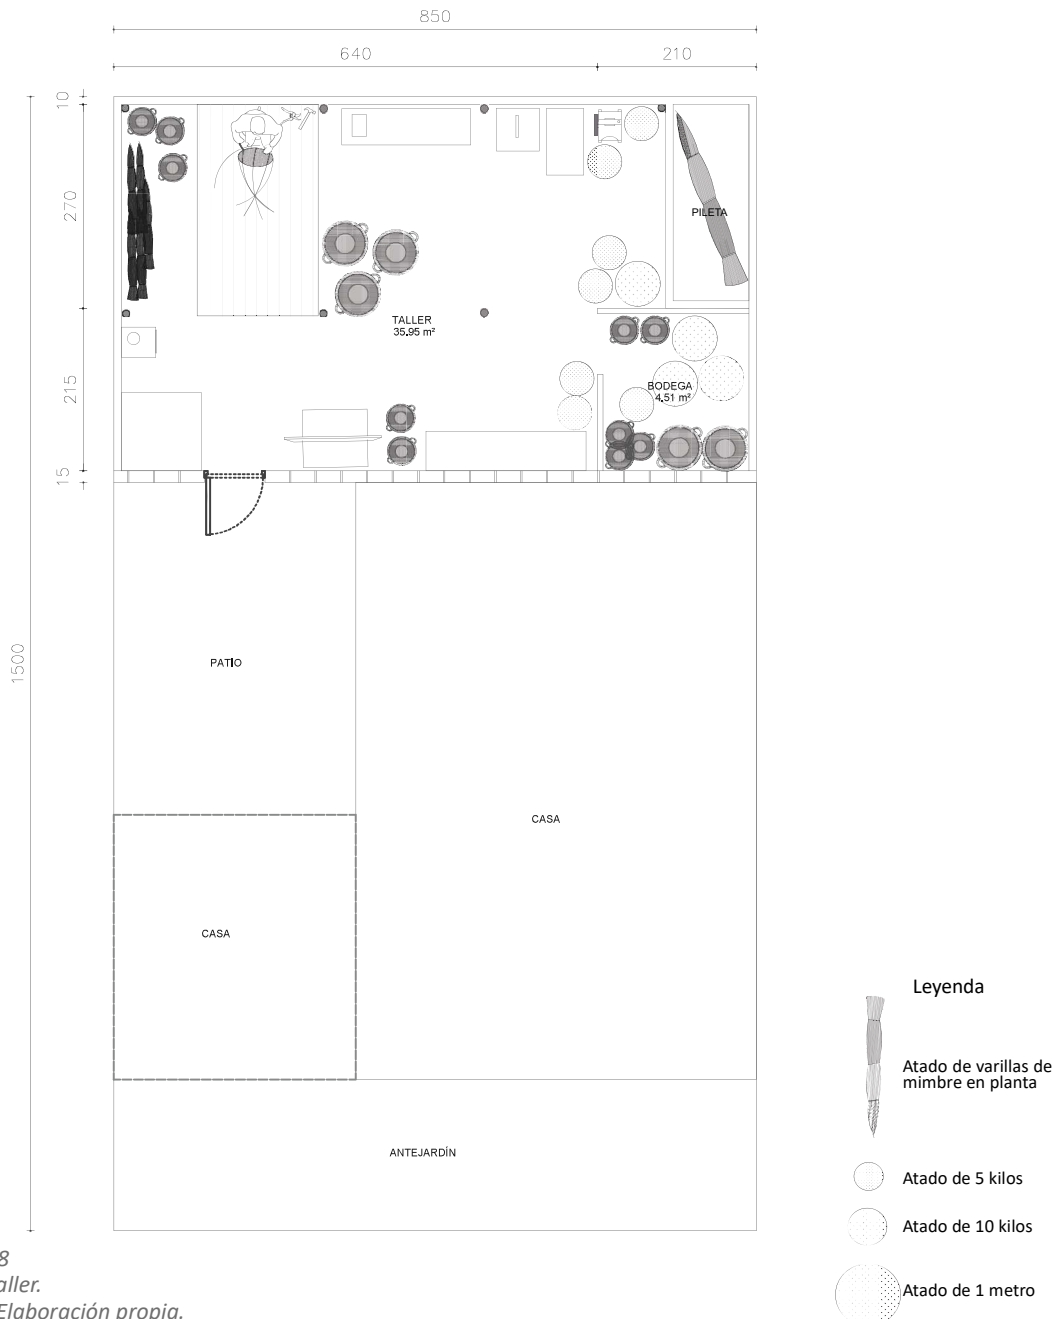 850
640 210
10
270
PILETA
TALLER
35.95 m²
215
BODEGA
4.51 m²
15
1500
PATIO
CASA
CASA
ANTEJARDÍN
Leyenda
Atado de varillas de
mimbre en planta
Atado de 5 kilos
Atado de 10 kilos
Atado de 1 metro
8
aller.
Elaboración propia.